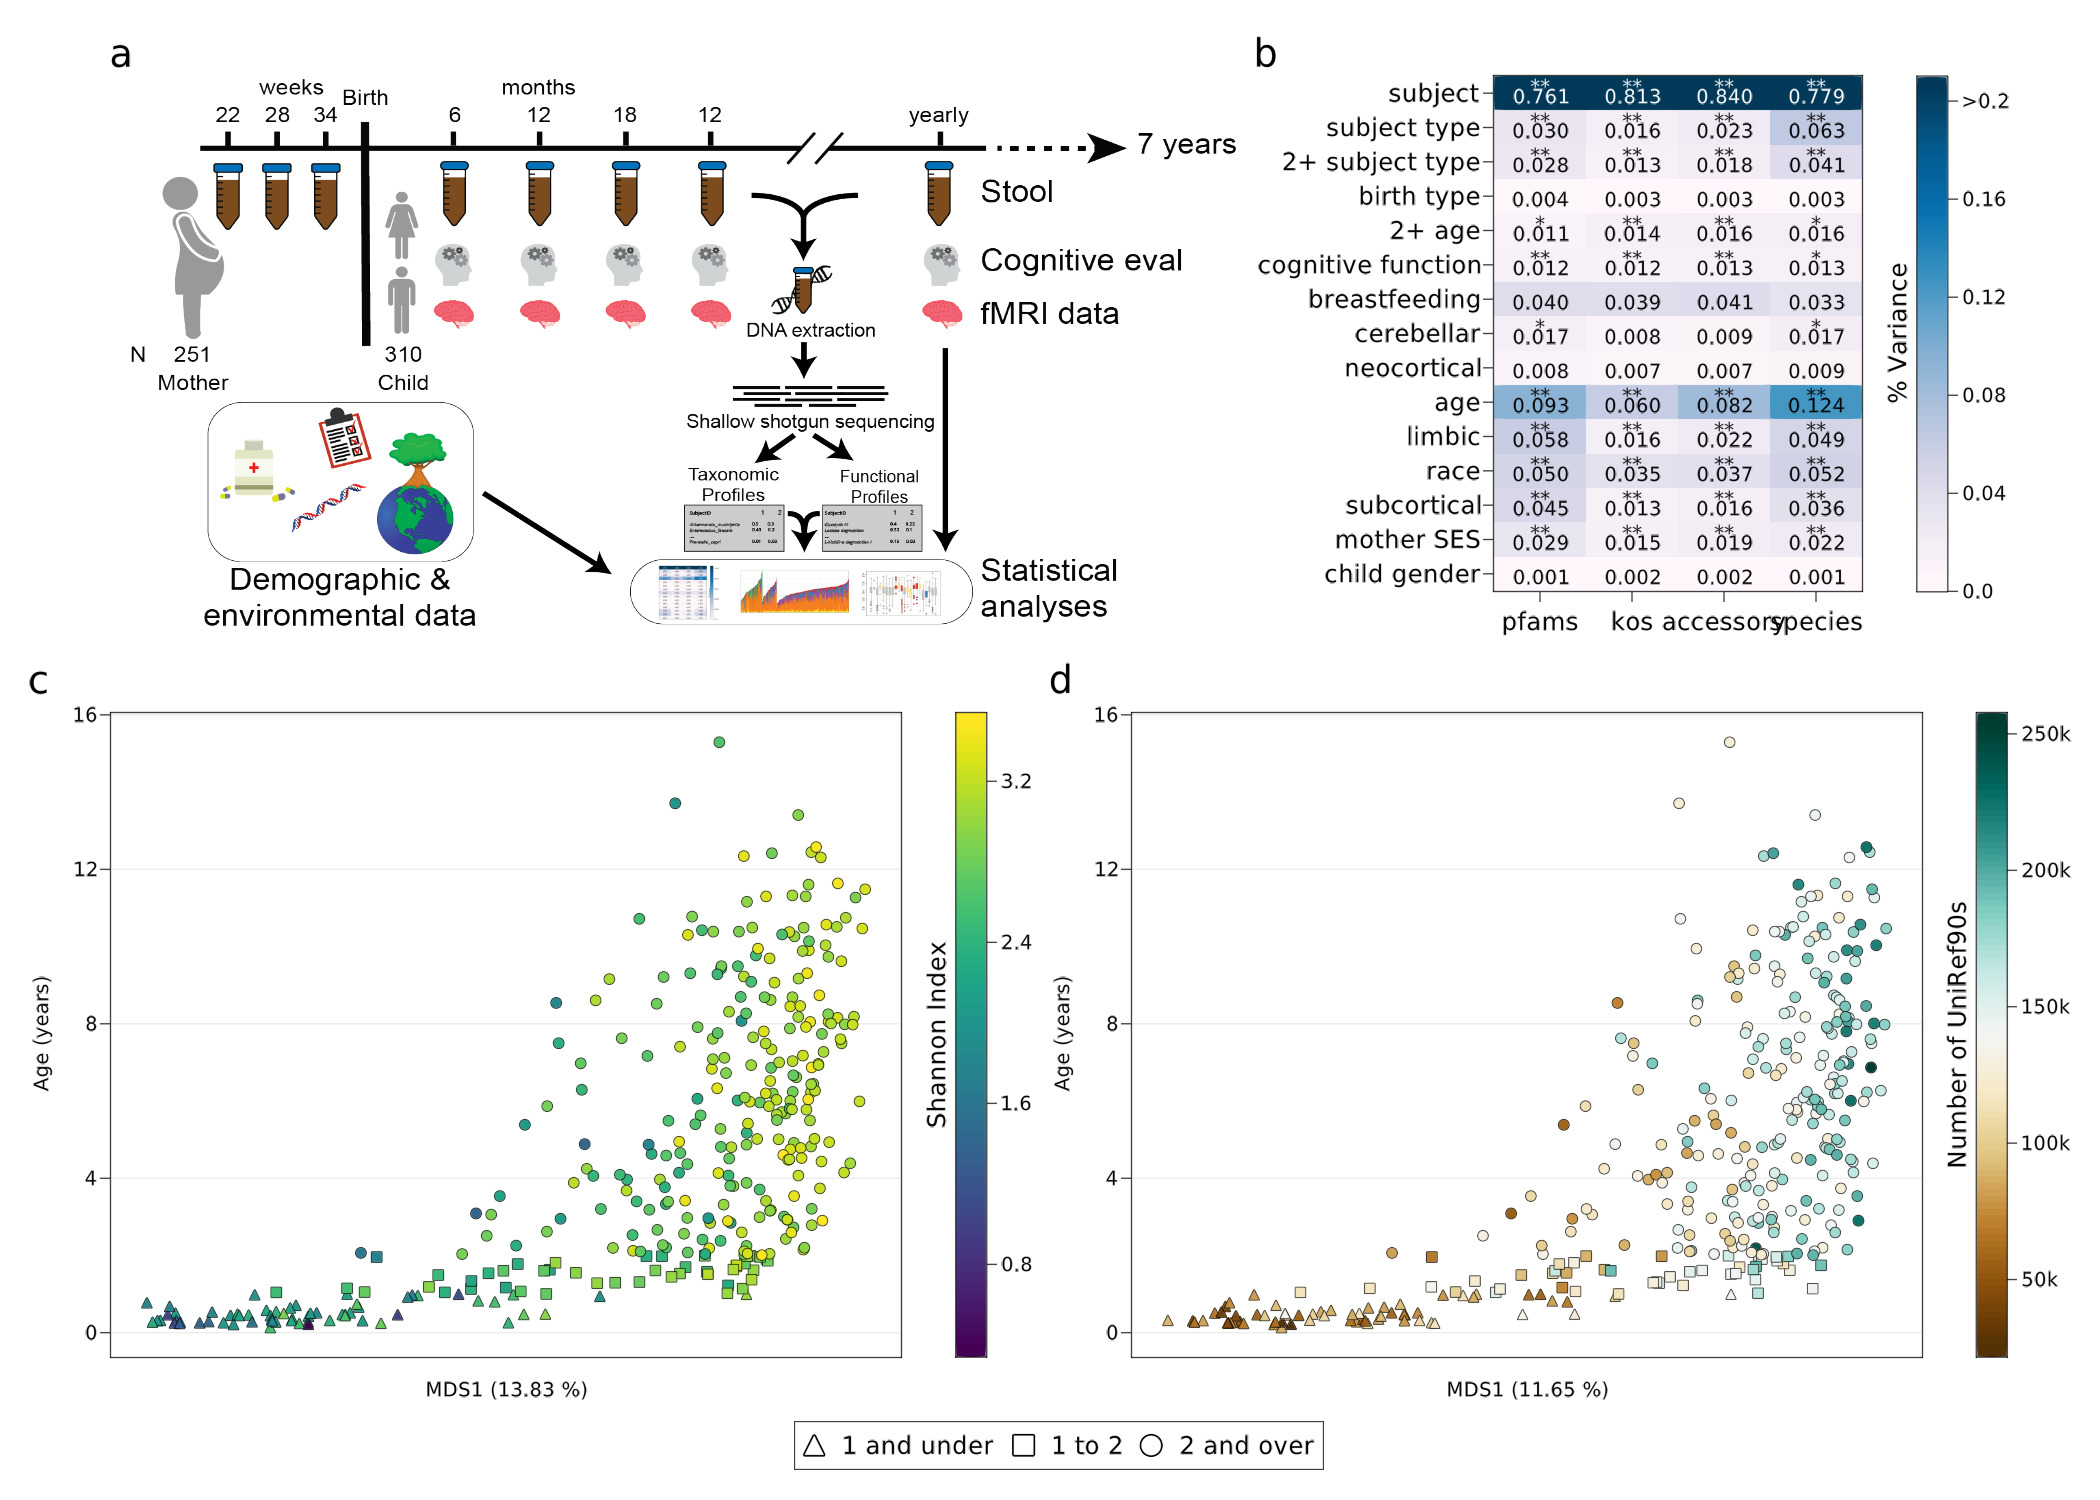 a
weeks
Birth
months
22 28 34
6 12 18 12
yearly
7 years
Stool
Cognitive eval
fMRI data
N 251 310
Mother Child
DNA extraction
Shallow shotgun sequencing
Taxonomic
Profiles
Functional
Profiles
SubjectID 1 2
SubjectID 1 2
Demographic &
environmental data
Statistical
analyses
b
subject ** 0.761 ** 0.813 ** 0.840 ** 0.779
subject type ** 0.030 ** 0.016 ** 0.023 ** 0.063
2+ subject type ** 0.028 ** 0.013 ** 0.018 ** 0.041
birth type 0.004 0.003 0.003 0.003
2+ age * 0.011 ** 0.014 ** 0.016 * 0.016
cognitive function ** 0.012 ** 0.012 ** 0.013 * 0.013
breastfeeding 0.040 0.039 0.041 0.033
cerebellar * 0.017 0.008 0.009 * 0.017
neocortical 0.008 0.007 0.007 0.009
age ** 0.093 ** 0.060 ** 0.082 ** 0.124
limbic ** 0.058 ** 0.016 ** 0.022 ** 0.049
race ** 0.050 ** 0.035 ** 0.037 ** 0.052
subcortical ** 0.045 ** 0.013 ** 0.016 ** 0.036
mother SES ** 0.029 ** 0.015 ** 0.019 ** 0.022
child gender 0.001 0.002 0.002 0.001
pfams kos accessory species
% Variance
>0.2
0.16
0.12
0.08
0.04
0.0
c
16
12
8
4
0
Age (years)
MDS1 (13.83 %)
Shannon Index
3.2
2.4
1.6
0.8
d
16
12
8
4
0
Age (years)
MDS1 (11.65 %)
Number of UniRef90s
250k
200k
150k
100k
50k
1 and under 1 to 2 2 and over